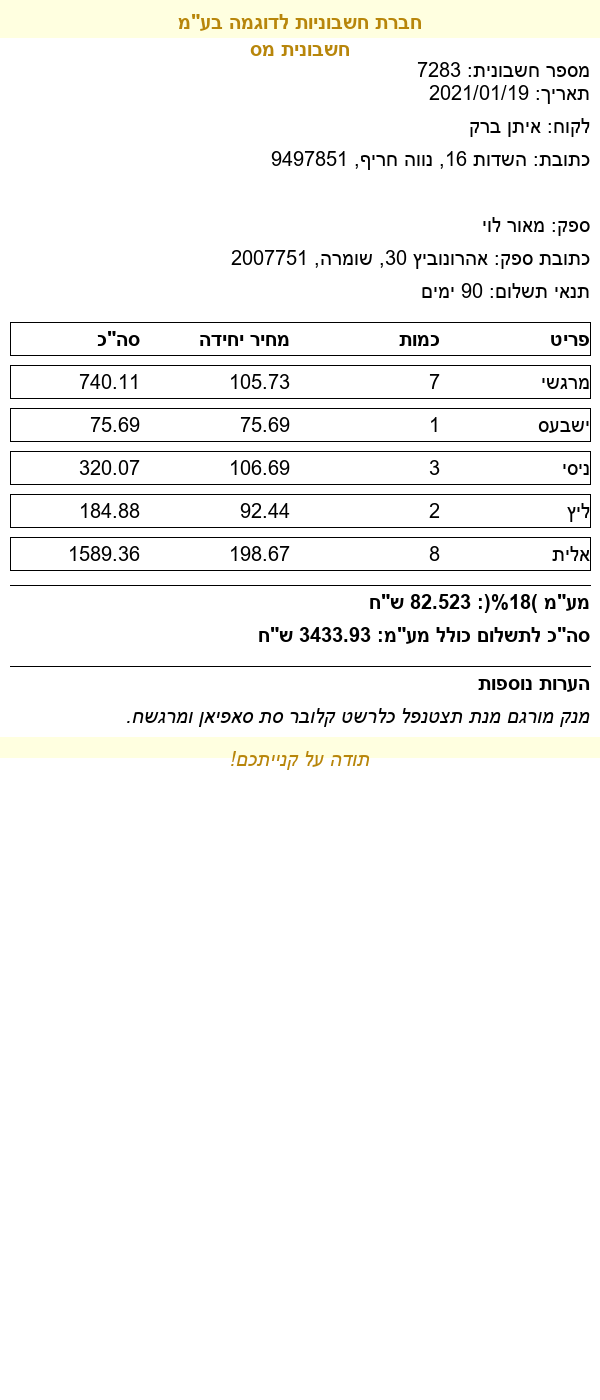 חברת חשבוניות לדוגמה בע"מ
חשבונית מס
מספר חשבונית: 7283
תאריך: 2021/01/19
לקוח: איתן ברק
כתובת: השדות 16, נווה חריף, 9497851
ספק: מאור לוי
כתובת ספק: אהרונוביץ 30, שומרה, 2007751
תנאי תשלום: 90 ימים
פריט כמות מחיר יחידה סה"כ
מרגשי 7 105.73 740.11
ישבעס 1 75.69 75.69
ניסי 3 106.69 320.07
ליץ 2 92.44 184.88
אלית 8 198.67 1589.36
מע"מ )18%(: 82.523 ש"ח
סה"כ לתשלום כולל מע"מ: 3433.93 ש"ח
הערות נוספות
מנק מורגם מנת תצטנפל כלרשט קלובר סת סאפיאן ומרגשח.
תודה על קנייתכם!